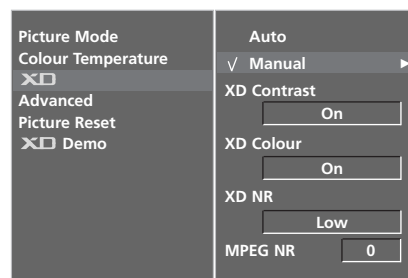 Picture Mode
Colour Temperature
XD
Advanced
Picture Reset
XD Demo
Auto
√ Manual
XD Contrast
On
XD Colour
On
XD NR
Low
MPEG NR 0